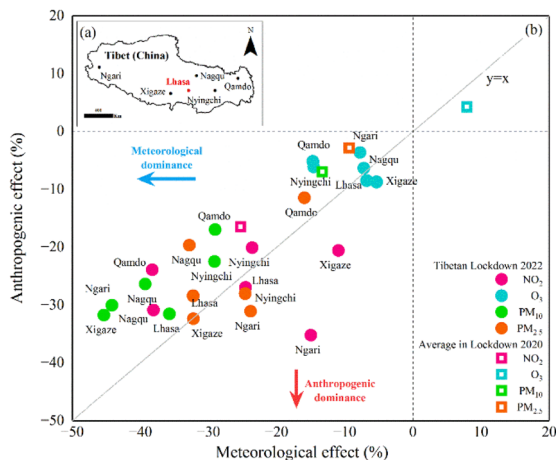 (a)
N
Tibet (China)
Ngari
Nagqu
Lhasa
Qamdo
Xigaze
Nyingchi
(b)
y=x
Meteorological
dominance
Qamdo
Ngari
Nagqu
Nyingchi
Lhasa
Xigaze
Qamdo
Qamdo
Nagqu
Nyingchi
Xigaze
Qamdo
Nyingchi
Ngari
Nagqu
Lhasa
Lhasa
Nyingchi
Xigaze
Nagqu
Lhasa
Xigaze
Ngari
Ngari
Anthropogenic
dominance
Tibetan Lockdown 2022
NO2
O3
PM10
PM2.5
Average in Lockdown 2020
NO2
O3
PM10
PM2.5
Anthropogenic effect (%)
20
10
0
−10
−20
−30
−40
−50
−50 −40 −30 −20 −10 0 10 20
Meteorological effect (%)